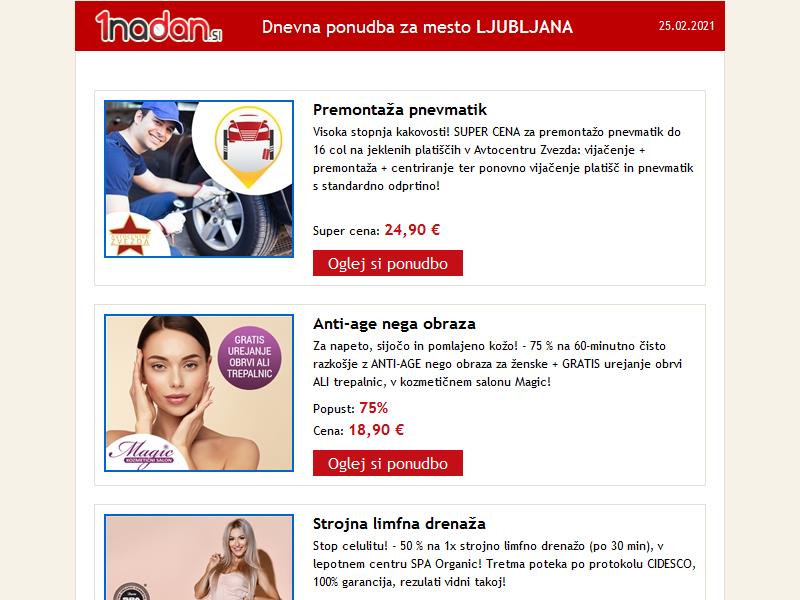 1nadan.si
Dnevna ponudba za mesto LJUBLJANA
25.02.2021
Premontaža pnevmatik
Visoka stopnja kakovosti! SUPER CENA za premontažo pnevmatik do
16 col na jeklenih platiščih v Avtocentru Zvezda: vijačenje +
premontaža + centriranje ter ponovno vijačenje platišč in pnevmatik
s standardno odprtino!
ZVEZDA
Super cena: 24,90 €
Oglej si ponudbo
Anti-age nega obraza
Za napeto, sijočo in pomlajeno kožo! - 75 % na 60-minutno čisto
razkošje z ANTI-AGE nego obraza za ženske + GRATIS urejanje obrvi
ALI trepalnic, v kozmetičnem salonu Magic!
GRATIS
UREJANJE
OBRVI ALI
TREPALNIC
Magic
KOZMETIČNI SALON
Popust: 75%
Cena: 18,90 €
Oglej si ponudbo
Strojna limfna drenaža
Stop celulitu! - 50 % na 1x strojno limfno drenažo (po 30 min), v
lepotnem centru SPA Organic! Tretma poteka po protokolu CIDESCO,
100% garancija, rezulati vidni takoj!